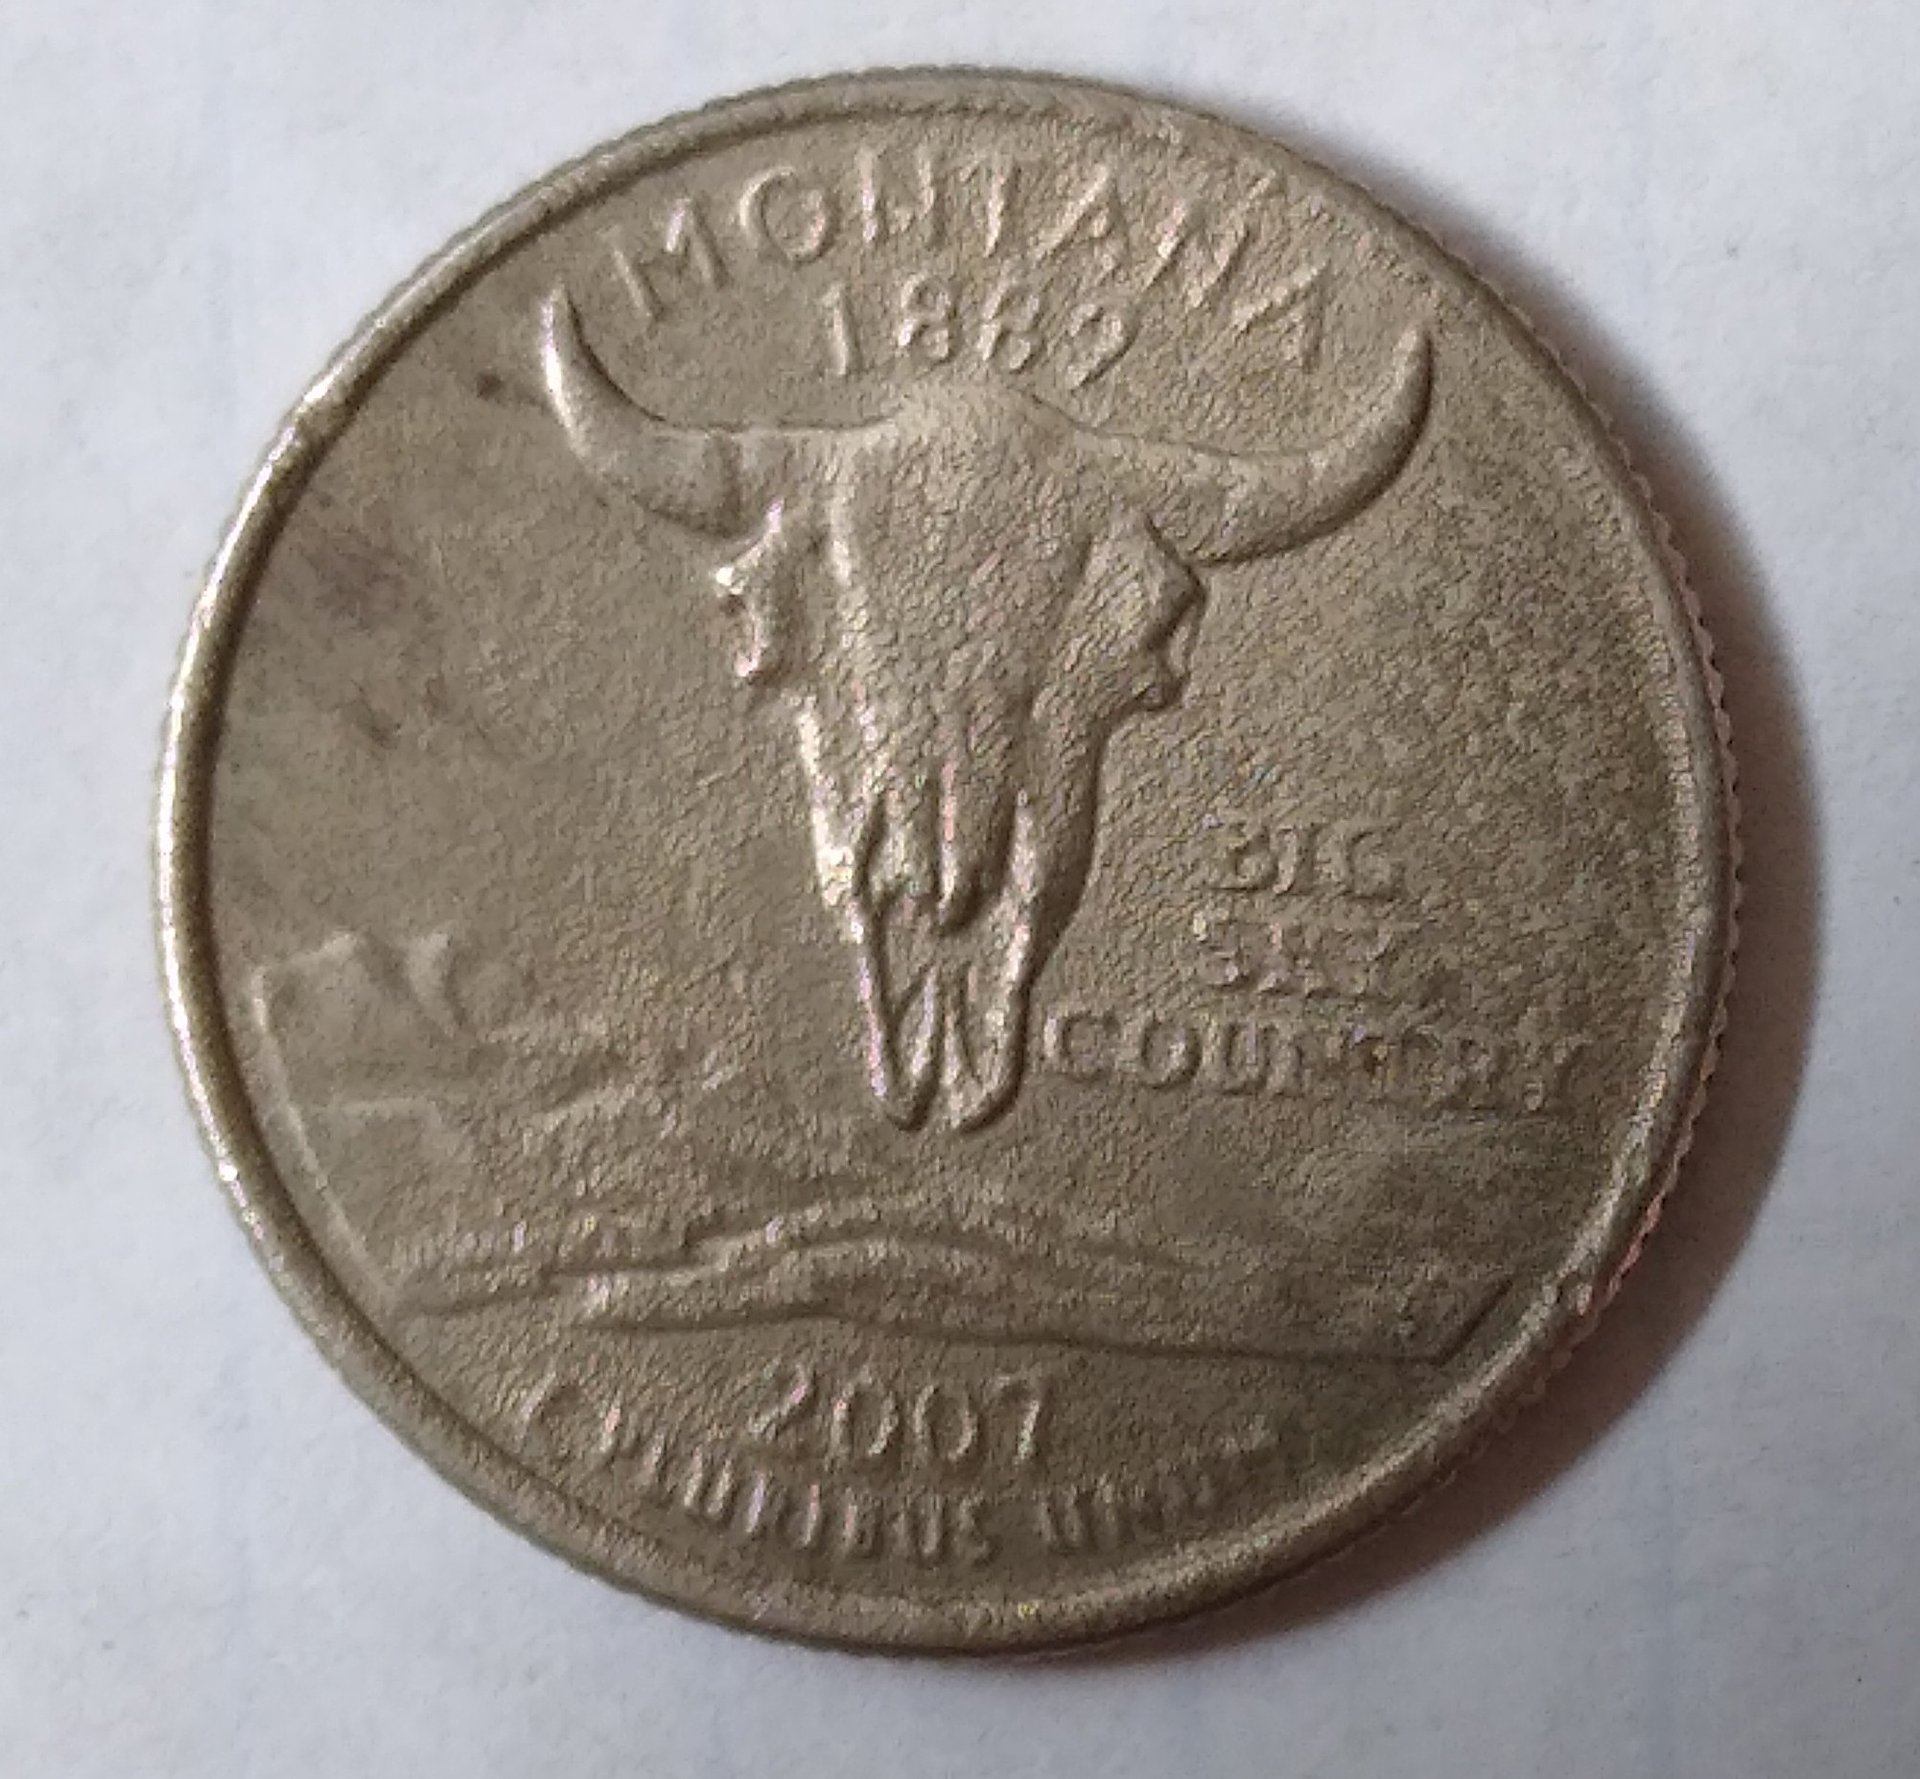 MONTANA
1889
BIG
SKY
COUNTRY
2007
E PLURIBUS UNUM